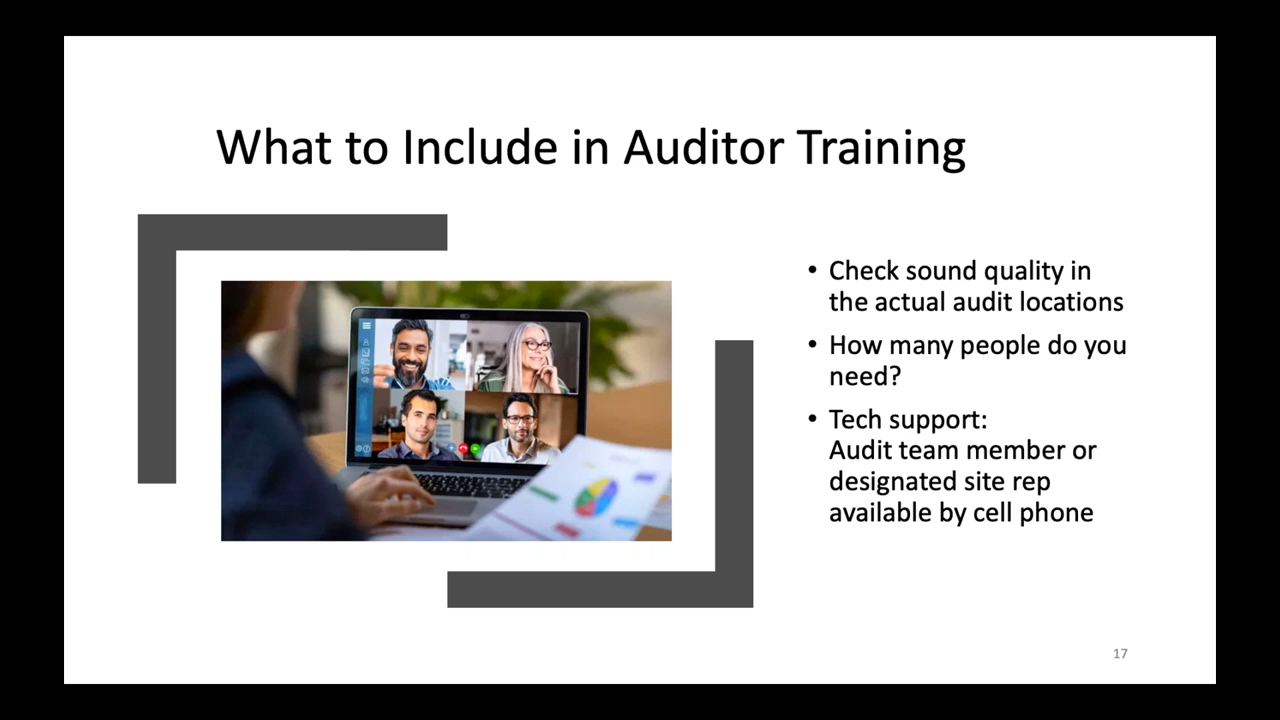 What to Include in Auditor Training
• Check sound quality in
the actual audit locations
• How many people do you
need?
• Tech support:
Audit team member or
designated site rep
available by cell phone
17